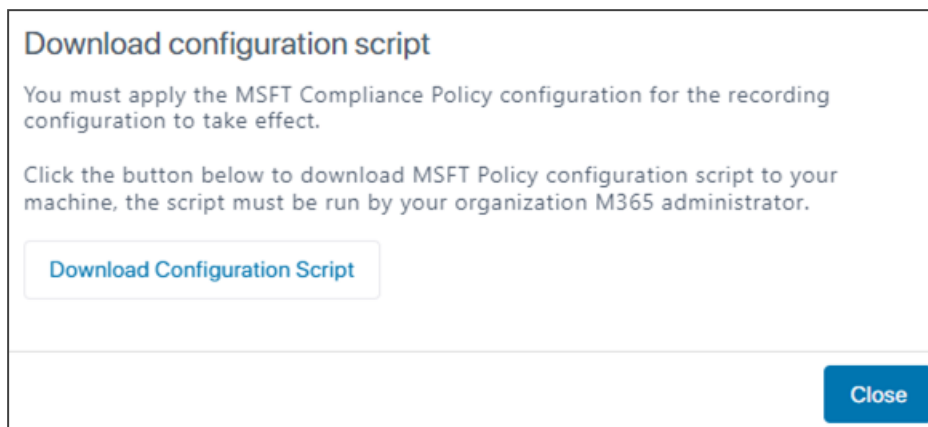 Download configuration script
You must apply the MSFT Compliance Policy configuration for the recording
configuration to take effect.
Click the button below to download MSFT Policy configuration script to your
machine, the script must be run by your organization M365 administrator.
Download Configuration Script
Close